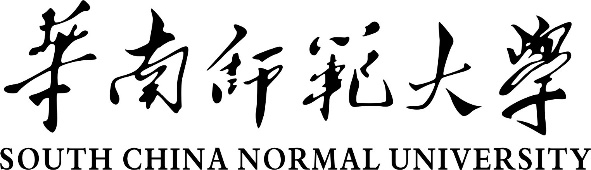 華南師範大學
SOUTH CHINA NORMAL UNIVERSITY